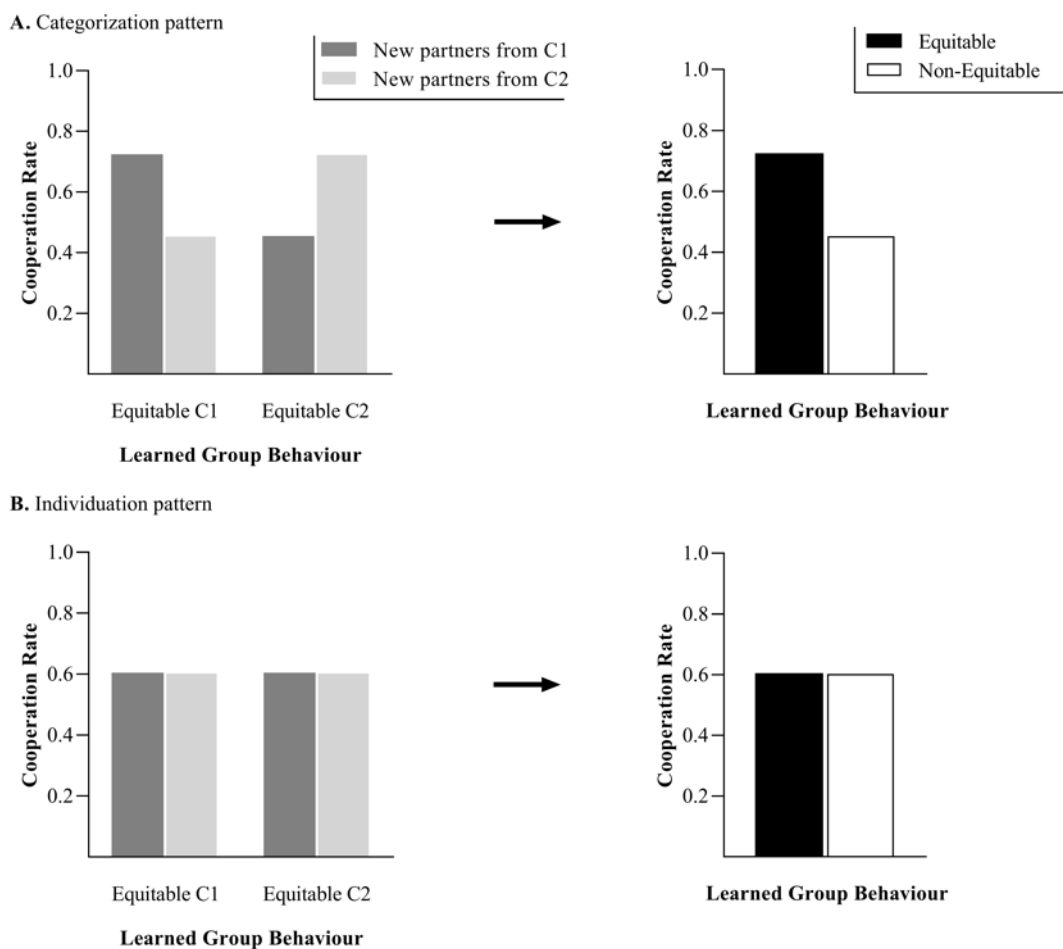 A. Categorization pattern
New partners from C1
New partners from C2
Cooperation Rate
1.0
0.8
0.6
0.4
0.2
Equitable C1
Equitable C2
Learned Group Behaviour
Equitable
Non-Equitable
Cooperation Rate
1.0
0.8
0.6
0.4
0.2
Learned Group Behaviour
B. Individuation pattern
Cooperation Rate
1.0
0.8
0.6
0.4
0.2
Equitable C1
Equitable C2
Learned Group Behaviour
Cooperation Rate
1.0
0.8
0.6
0.4
0.2
Learned Group Behaviour